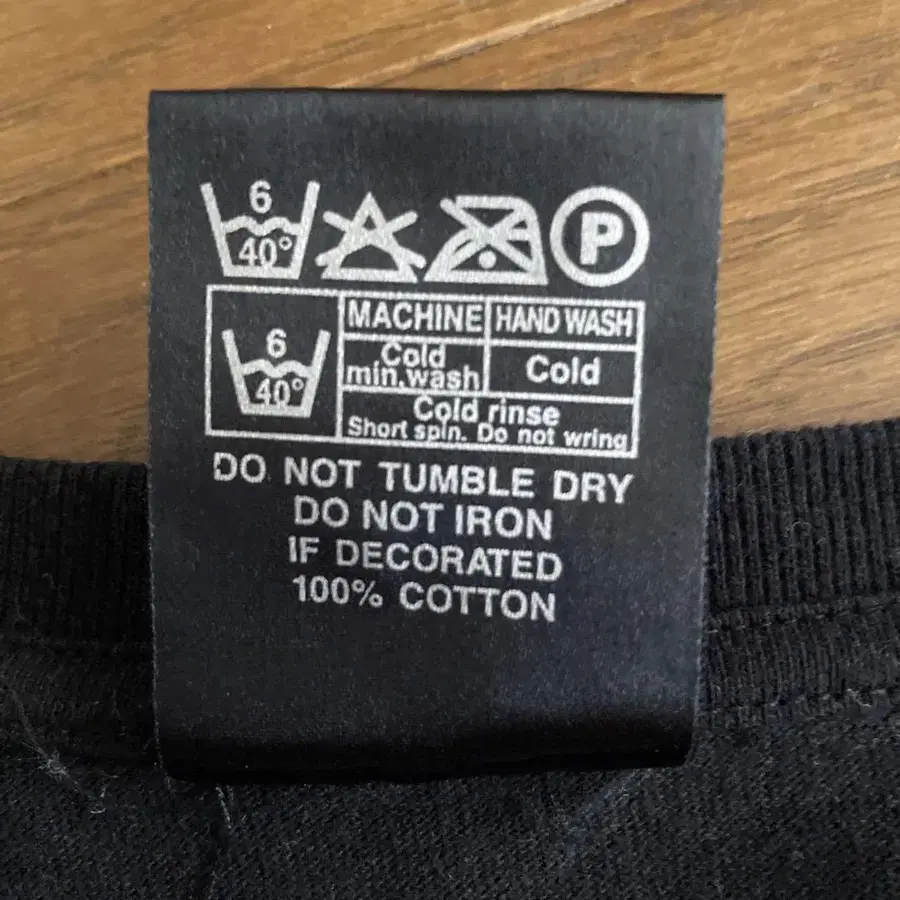 6
40°
P
MACHINE HAND WASH
6
40°
Cold
min.wash
Cold
Cold rinse
Short spin. Do not wring
DO NOT TUMBLE DRY
DO NOT IRON
IF DECORATED
100% COTTON